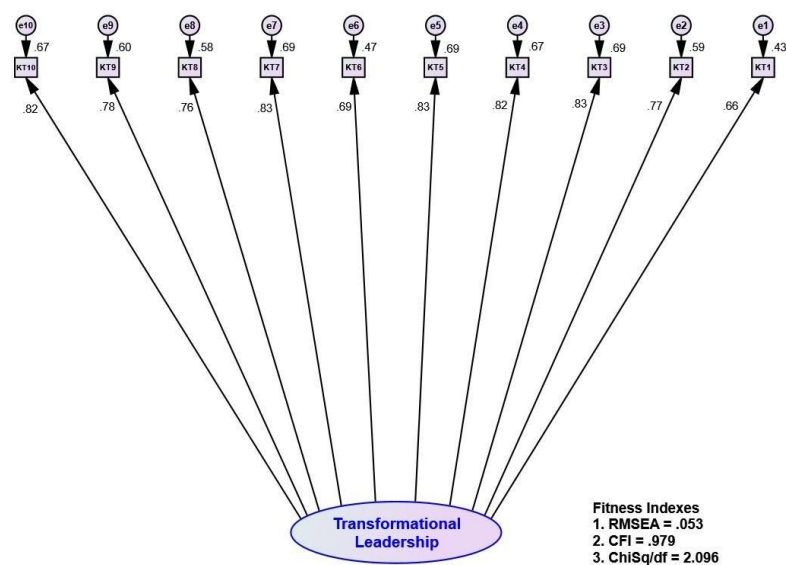 e10 e9 e8 e7 e6 e5 e4 e3 e2 e1
.67 .60 .58 .69 .47 .69 .67 .69 .59 .43
KT10 KT9 KT8 KT7 KT6 KT5 KT4 KT3 KT2 KT1
.82 .78 .76 .83 .69 .83 .82 .83 .77 .66
Transformational
Leadership
Fitness Indexes
1. RMSEA = .053
2. CFI = .979
3. ChiSq/df = 2.096